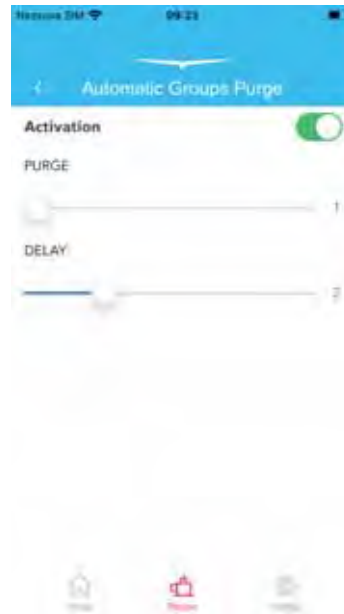 Nessuna SIM 09:23
Automatic Groups Purge
Activation
PURGE
1
DELAY
2